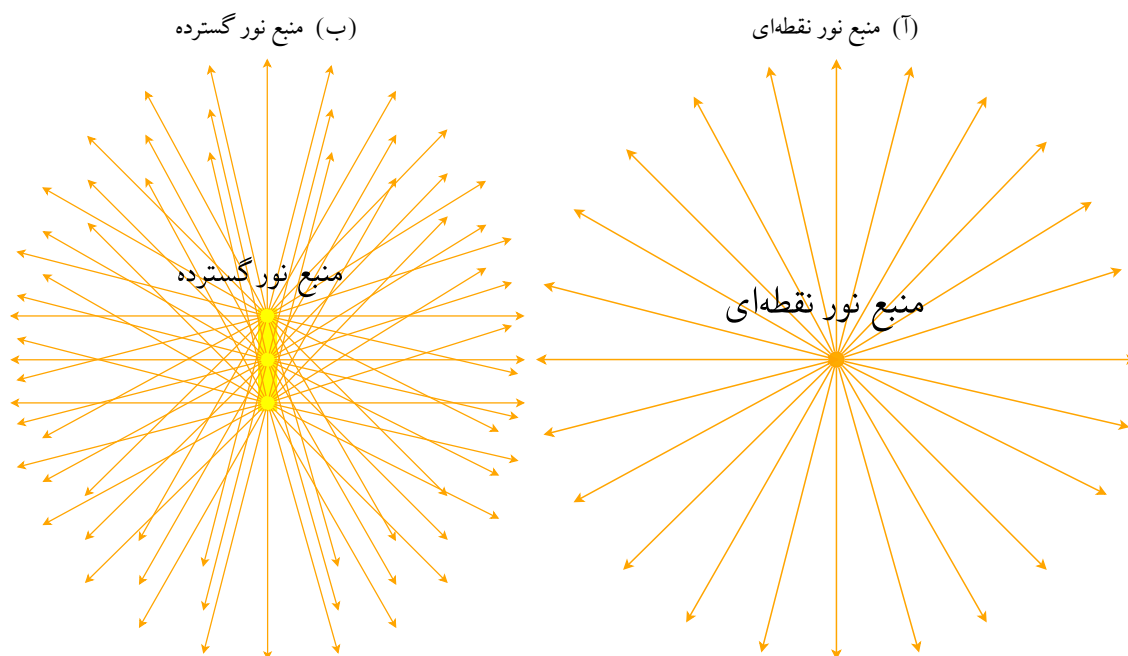 (آ) منبع نور نقطه‌ای
(ب) منبع نور گسترده
منبع نور نقطه‌ای
منبع نور گسترده